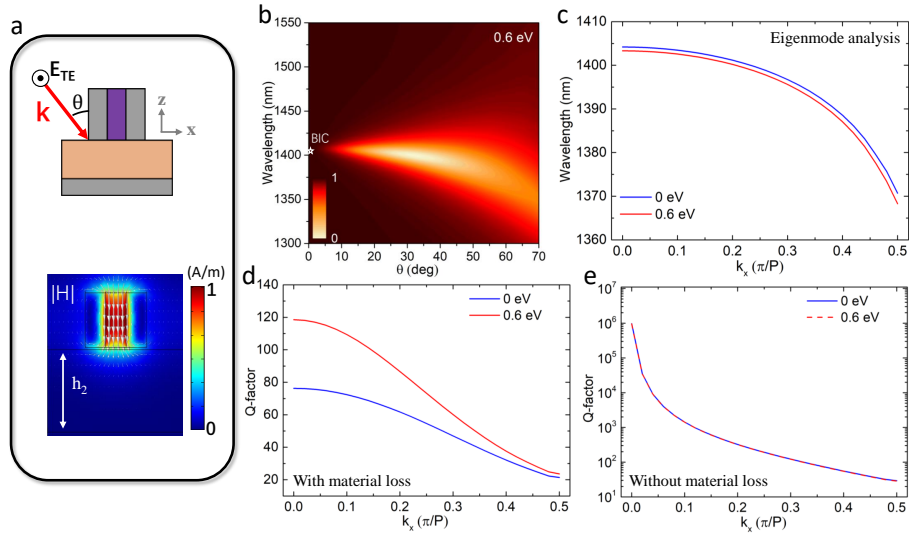 a
E_TE
k
θ
z
x
|H|
(A/m)
1
0
h₂
b
0.6 eV
BIC
1
0
Wavelength (nm)
1550
1500
1450
1400
1350
1300
0 10 20 30 40 50 60 70
θ (deg)
c
Eigenmode analysis
0 eV
0.6 eV
Wavelength (nm)
1410
1400
1390
1380
1370
1360
0.0 0.1 0.2 0.3 0.4 0.5
kₓ (π/P)
d
0 eV
0.6 eV
With material loss
Q-factor
140
120
100
80
60
40
20
0.0 0.1 0.2 0.3 0.4 0.5
kₓ (π/P)
e
0 eV
0.6 eV
Without material loss
Q-factor
10⁷
10⁶
10⁵
10⁴
10³
10²
10¹
0.0 0.1 0.2 0.3 0.4 0.5
kₓ (π/P)